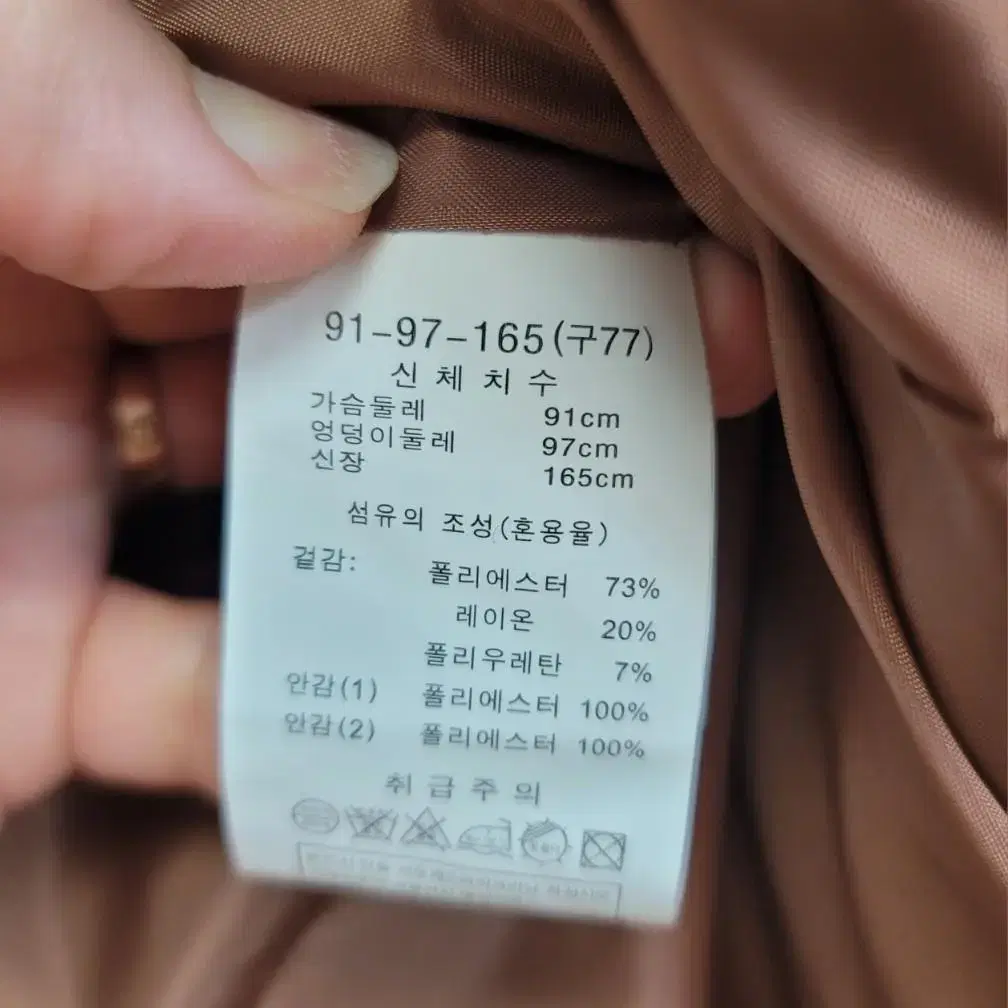 91-97-165(구77)
신 체 치 수
가슴둘레 91cm
엉덩이둘레 97cm
신장 165cm
섬유의 조성(혼용율)
겉감: 폴리에스터 73%
레이온 20%
폴리우레탄 7%
안감(1) 폴리에스터 100%
안감(2) 폴리에스터 100%
취 급 주 의